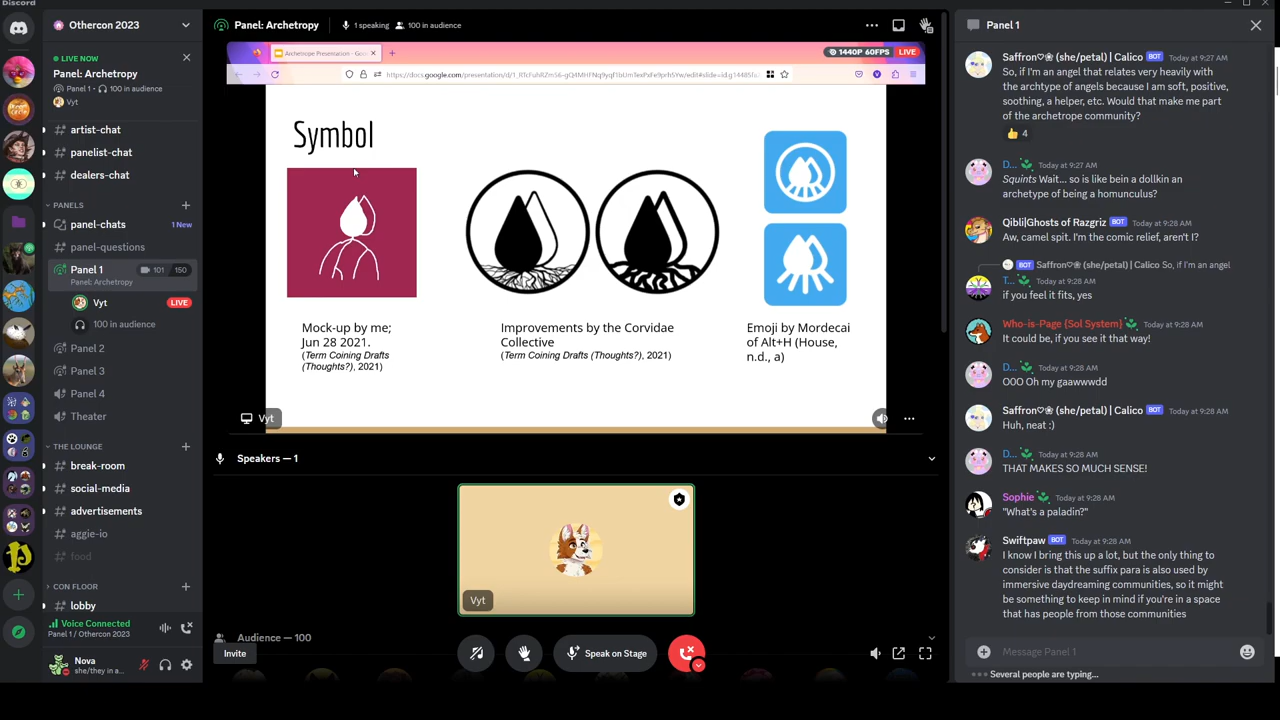 Discord
Othercon 2023
LIVE NOW
Panel: Archetropy
Panel 1 • 100 in audience
Vyt
# artist-chat
# panelist-chat
# dealers-chat
PANELS
# panel-chats
1 New
# panel-questions
Panel 1
101 150
Panel: Archetropy
Vyt
LIVE
100 in audience
Panel 2
Panel 3
Panel 4
Theater
THE LOUNGE
# break-room
# social-media
# advertisements
# aggie-io
# food
CON FLOOR
# lobby
Voice Connected
Panel 1 / Othercon 2023
Nova
she/they in a...
Panel: Archetropy
1 speaking
100 in audience
1440P 60FPS
LIVE
Symbol
Mock-up by me;
Jun 28 2021.
(Term Coining Drafts
(Thoughts?), 2021)
Improvements by the Corvidae
Collective
(Term Coining Drafts (Thoughts?), 2021)
Emoji by Mordecai
of Alt+H (House,
n.d., a)
Vyt
Speakers — 1
Vyt
Audience — 100
Invite
Speak on Stage
Panel 1
Saffron♡❀ (she/petal) | Calico BOT Today at 9:27 AM
So, if I'm an angel that relates very heavily with
the archtype of angels because I am soft, positive,
soothing, a helper, etc. Would that make me part
of the archetrope community?
👍 4
D... Today at 9:27 AM
Squints Wait... so is like bein a dollkin an
archetype of being a homunculus?
Qibli|Ghosts of Razgriz BOT Today at 9:28 AM
Aw, camel spit. I'm the comic relief, aren't I?
BOT Saffron♡❀ (she/petal) | Calico So, if I'm an angel
T... Today at 9:28 AM
if you feel it fits, yes
Who-is-Page {Sol System} Today at 9:28 AM
It could be, if you see it that way!
D... Today at 9:28 AM
OOO Oh my gaawwwdd
Saffron♡❀ (she/petal) | Calico BOT Today at 9:28 AM
Huh, neat :)
D... Today at 9:28 AM
THAT MAKES SO MUCH SENSE!
Sophie Today at 9:28 AM
"What's a paladin?"
Swiftpaw BOT Today at 9:28 AM
I know I bring this up a lot, but the only thing to
consider is that the suffix para is also used by
immersive daydreaming communities, so it might
be something to keep in mind if you're in a space
that has people from those communities
Message Panel 1
Several people are typing...